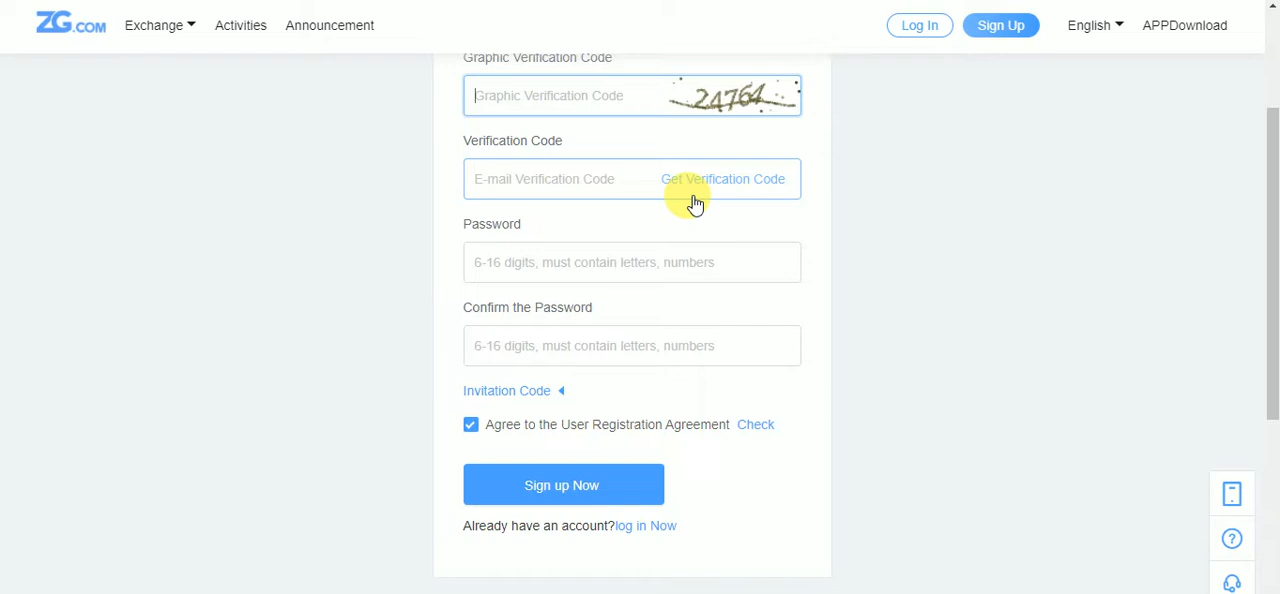 ZG.COM Exchange Activities Announcement Log In Sign Up English APPDownload
Graphic Verification Code
Graphic Verification Code 24764
Verification Code
E-mail Verification Code Get Verification Code
Password
6-16 digits, must contain letters, numbers
Confirm the Password
6-16 digits, must contain letters, numbers
Invitation Code
Agree to the User Registration Agreement Check
Sign up Now
Already have an account?log in Now